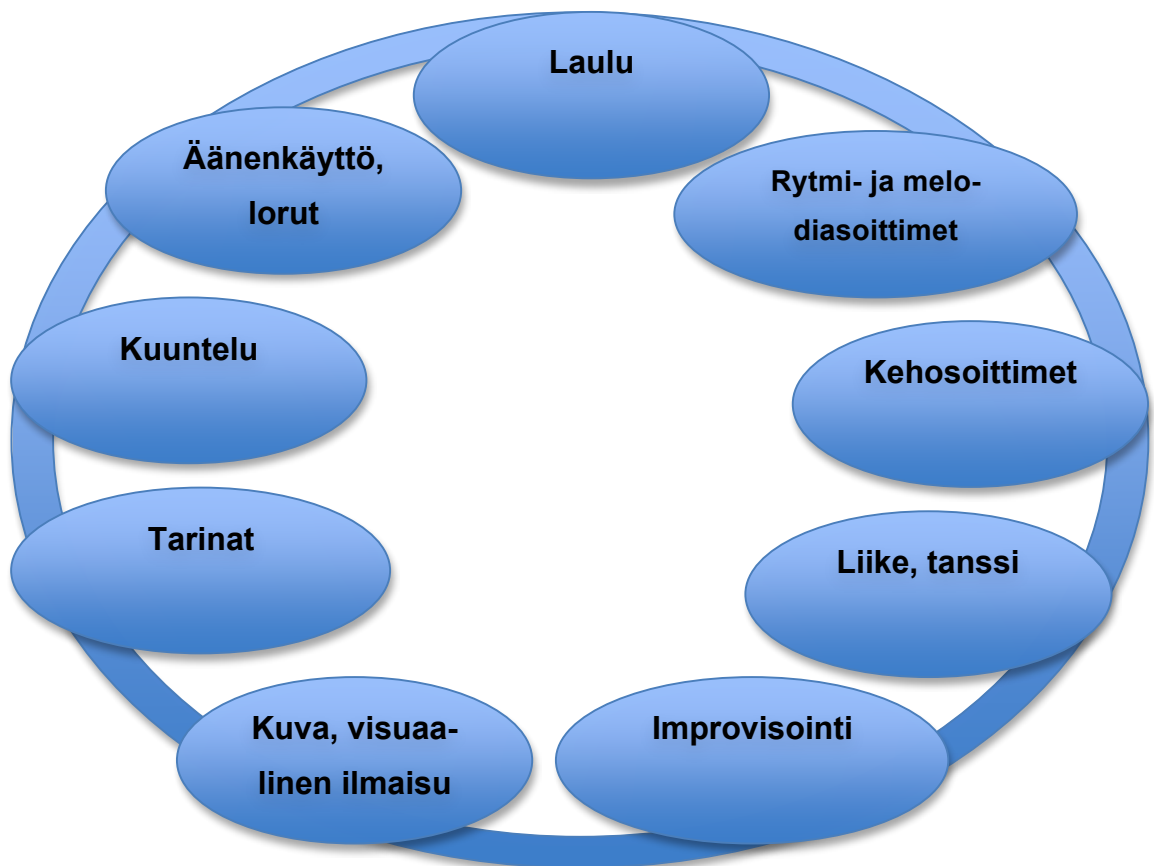 Laulu
Rytmi- ja melo-
diasoittimet
Kehosoittimet
Liike, tanssi
Improvisointi
Kuva, visuaa-
linen ilmaisu
Tarinat
Kuuntelu
Äänenkäyttö,
lorut